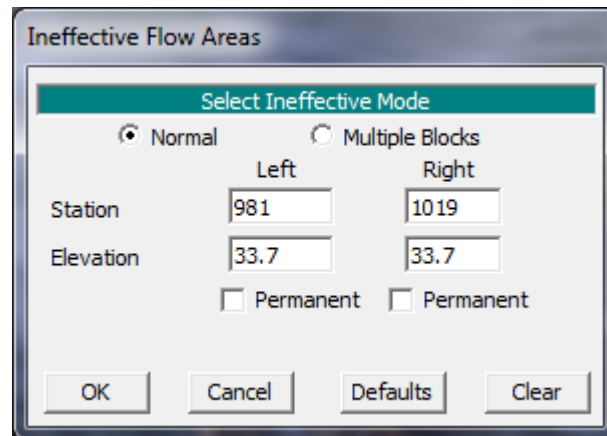 Ineffective Flow Areas
Select Ineffective Mode
Normal Multiple Blocks
Left Right
Station 981 1019
Elevation 33.7 33.7
Permanent Permanent
OK Cancel Defaults Clear